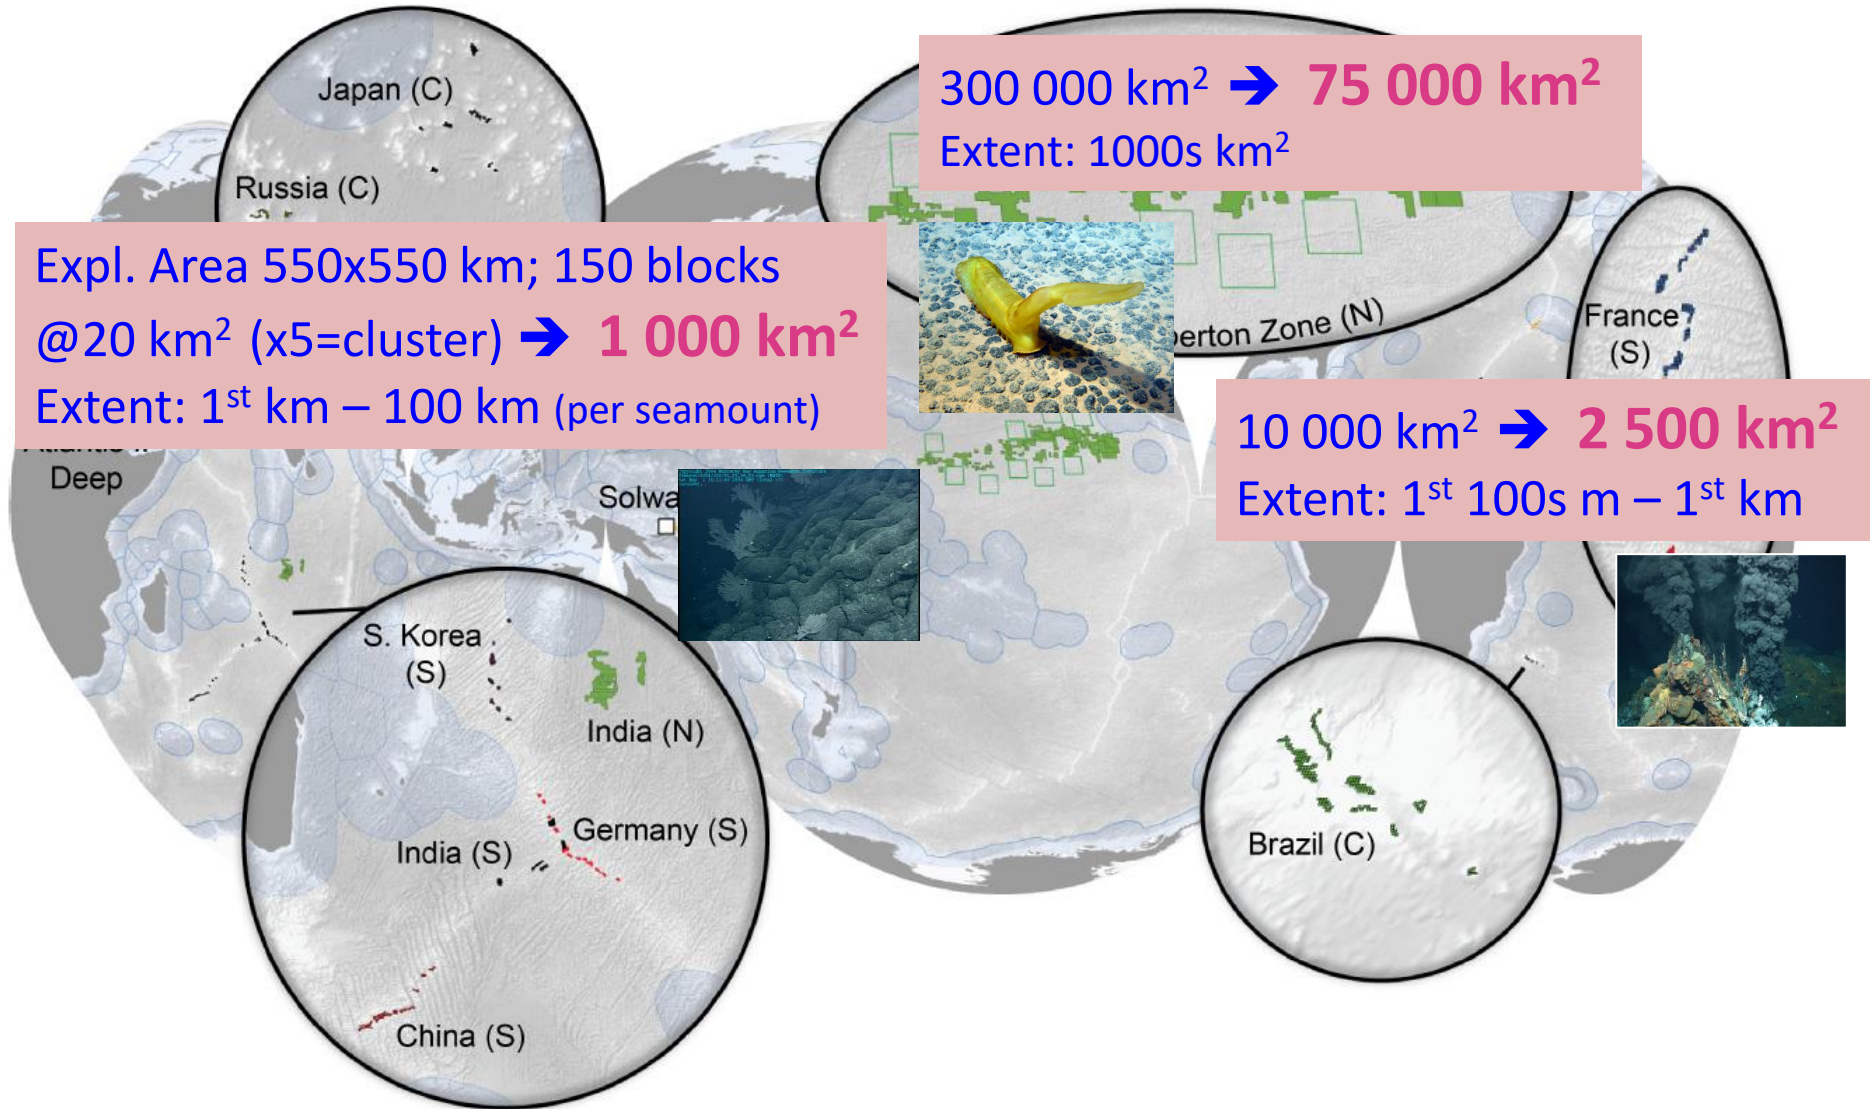 Japan (C)
Russia (C)
300 000 km² ➔ 75 000 km²
Extent: 1000s km²
Expl. Area 550x550 km; 150 blocks
@20 km² (x5=cluster) ➔ 1 000 km²
Extent: 1st km – 100 km (per seamount)
Zone (N)
France
(S)
10 000 km² ➔ 2 500 km²
Extent: 1st 100s m – 1st km
Deep
S. Korea
(S)
India (N)
Germany (S)
India (S)
China (S)
Brazil (C)